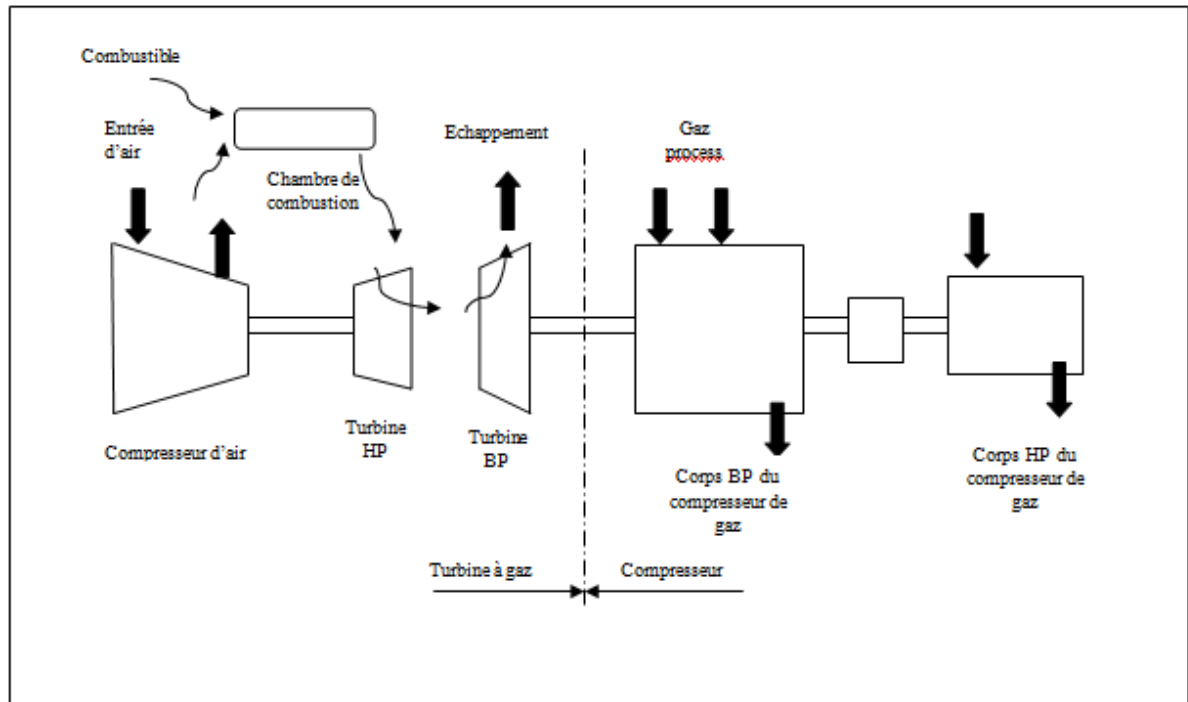 Combustible
Entrée
d'air
Echappement
Gaz
process
Chambre de
combustion
Compresseur d'air
Turbine
HP
Turbine
BP
Corps BP du
compresseur de
gaz
Corps HP du
compresseur de
gaz
Turbine à gaz
Compresseur